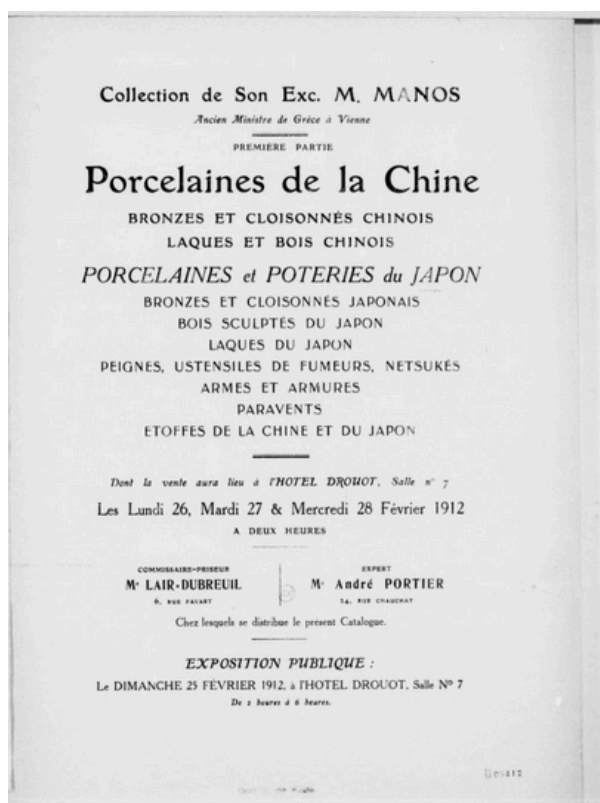 Collection de Son Exc. M. MANOS
Ancien Ministre de Grèce à Vienne
PREMIÈRE PARTIE
Porcelaines de la Chine
BRONZES ET CLOISONNÉS CHINOIS
LAQUES ET BOIS CHINOIS
PORCELAINES et POTERIES du JAPON
BRONZES ET CLOISONNÉS JAPONAIS
BOIS SCULPTÉS DU JAPON
LAQUES DU JAPON
PEIGNES, USTENSILES DE FUMEURS, NETSUKÉS
ARMES ET ARMURES
PARAVENTS
ETOFFES DE LA CHINE ET DU JAPON
Dont la vente aura lieu à l'HOTEL DROUOT, Salle n° 7
Les Lundi 26, Mardi 27 & Mercredi 28 Février 1912
A DEUX HEURES
COMMISSAIRE-PRISEUR
Me LAIR-DUBREUIL
6, RUE FAVART
EXPERT
Mr André PORTIER
24, RUE CHAUCHAT
Chez lesquels se distribue le présent Catalogue.
EXPOSITION PUBLIQUE :
Le DIMANCHE 25 FÉVRIER 1912, à l'HOTEL DROUOT, Salle No 7
De 2 heures à 6 heures.